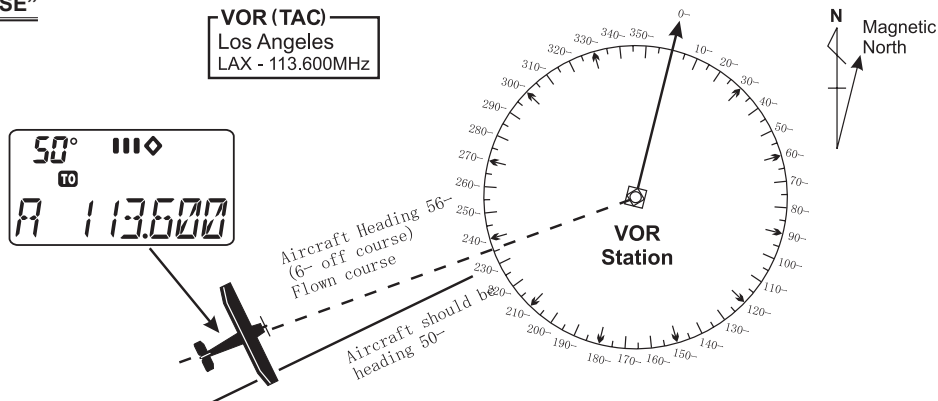 SE”
VOR (TAC)
Los Angeles
LAX - 113.600MHz
N
Magnetic
North
50°
TO
A 113.600
Aircraft Heading 56-
(6- off course)
Flown course
Aircraft should be
heading 50-
VOR
Station
0-
10-
20-
30-
40-
50-
60-
70-
80-
90-
100-
110-
120-
130-
140-
150-
160-
170-
180-
190-
200-
210-
220-
230-
240-
250-
260-
270-
280-
290-
300-
310-
320-
330-
340-
350-